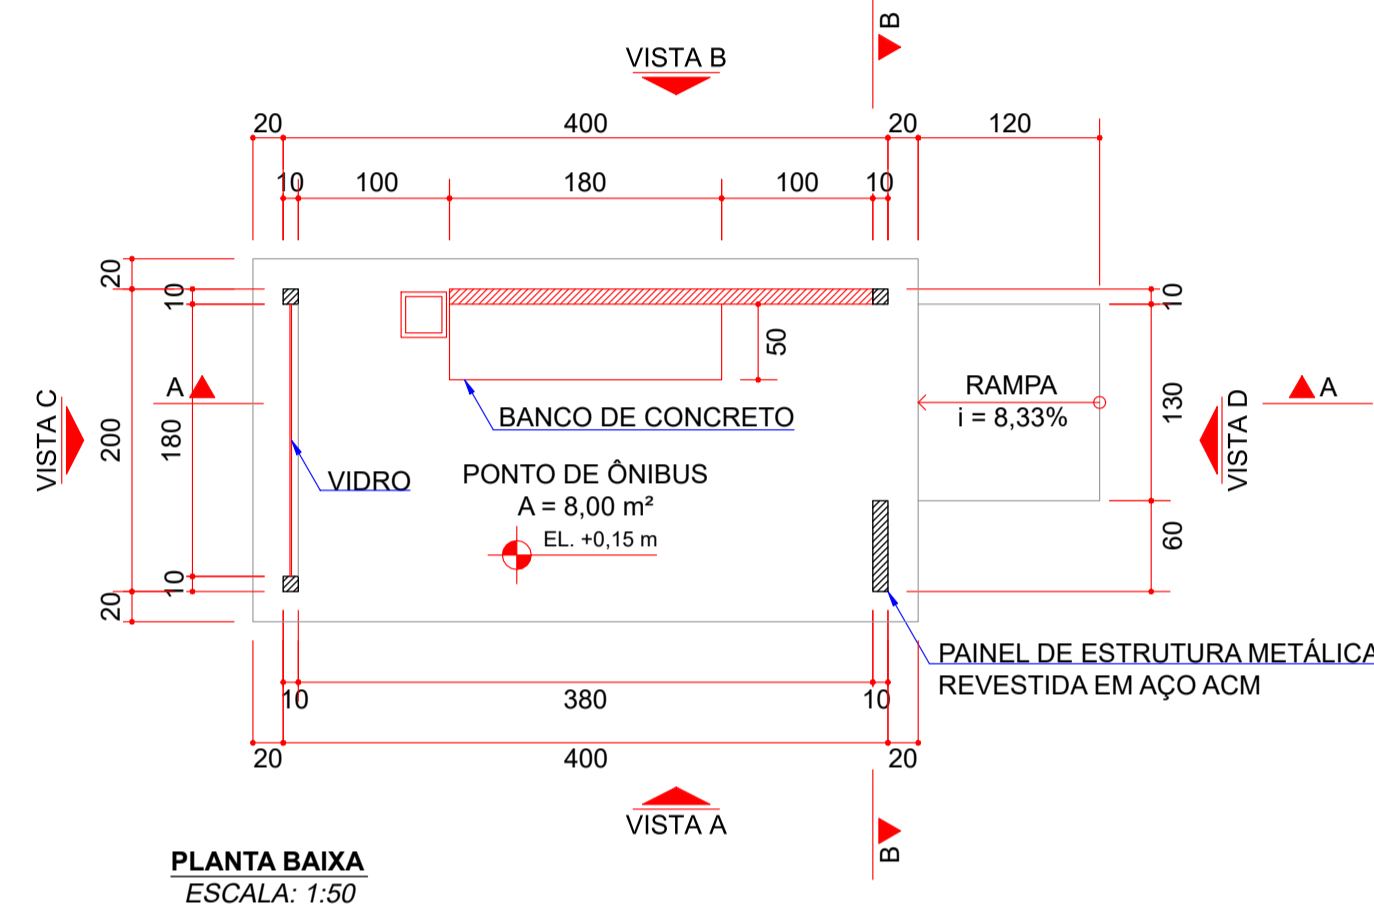 B
VISTA B
20 400 20 120
10 100 180 100 10
20
10
10
50
A
RAMPA
i = 8,33%
130
A
BANCO DE CONCRETO
VISTA C
200
180
VISTA D
VIDRO
PONTO DE ÔNIBUS
A = 8,00 m²
EL. +0,15 m
60
10
20
PAINEL DE ESTRUTURA METÁLICA
REVESTIDA EM AÇO ACM
10 380 10
20 400 20
VISTA A
B
PLANTA BAIXA
ESCALA: 1:50